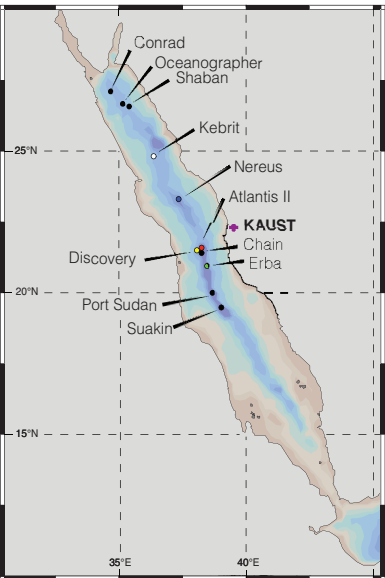 Conrad
Oceanographer
Shaban
25°N
Kebrit
Nereus
Atlantis II
KAUST
Chain
Discovery
Erba
20°N
Port Sudan
Suakin
15°N
35°E
40°E